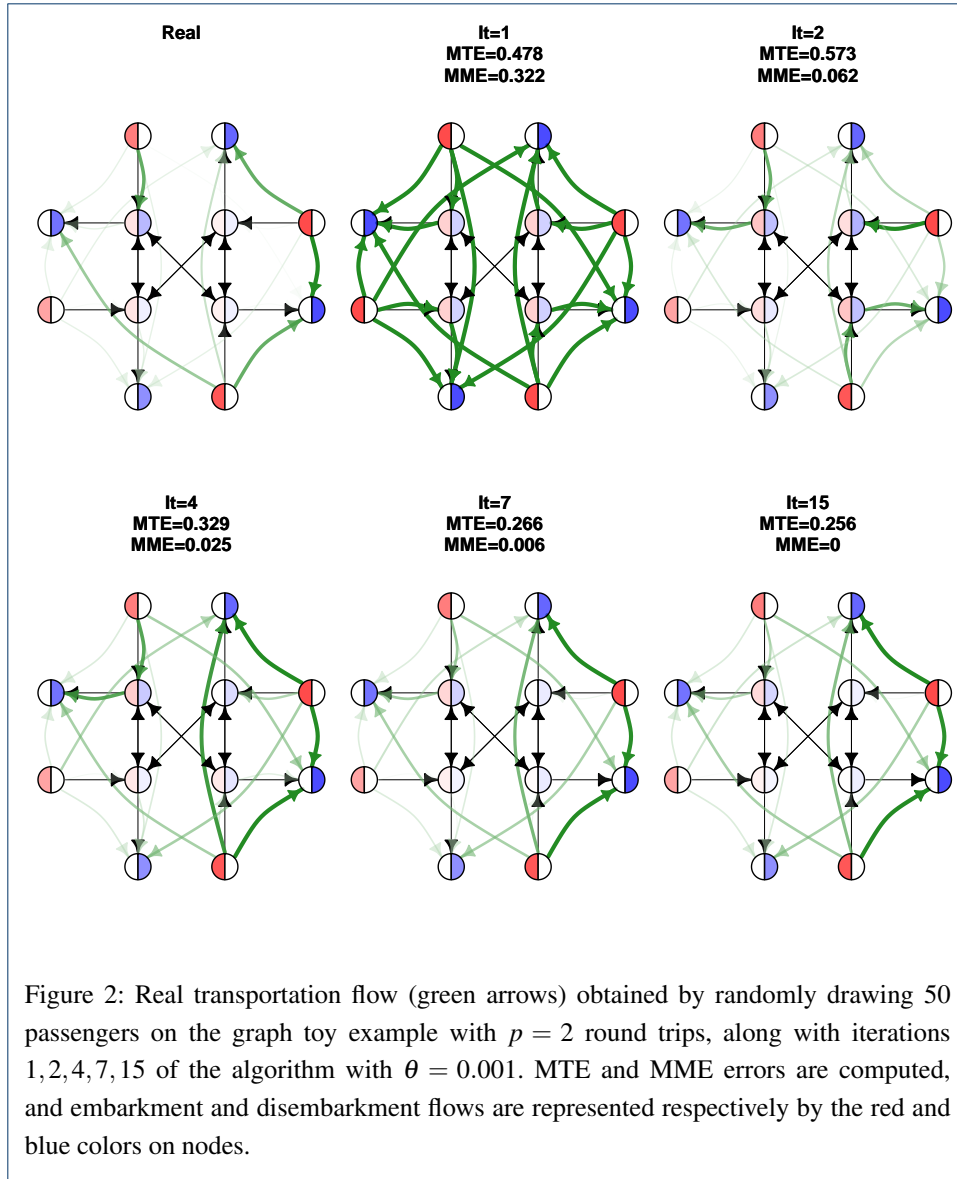 Real
It=1
MTE=0.478
MME=0.322
It=2
MTE=0.573
MME=0.062
It=4
MTE=0.329
MME=0.025
It=7
MTE=0.266
MME=0.006
It=15
MTE=0.256
MME=0
Figure 2: Real transportation flow (green arrows) obtained by randomly drawing 50
passengers on the graph toy example with p = 2 round trips, along with iterations
1,2,4,7,15 of the algorithm with θ = 0.001. MTE and MME errors are computed,
and embarkment and disembarkment flows are represented respectively by the red and
blue colors on nodes.